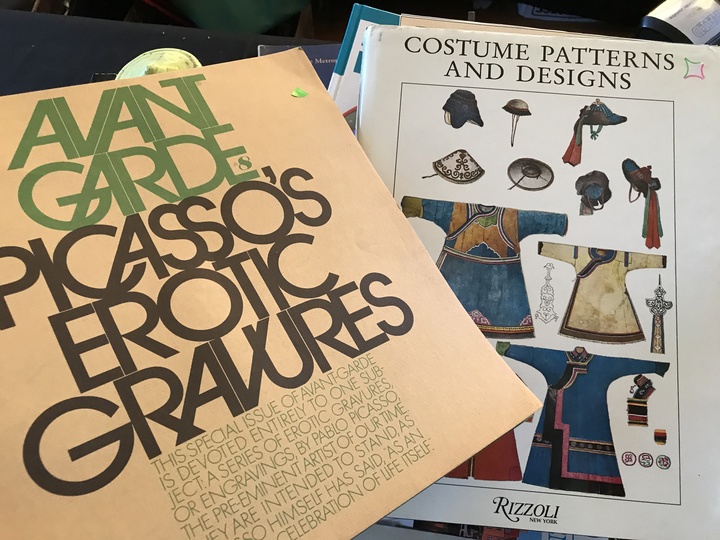 AVANT
GARDE 8
PICASSO'S
EROTIC
GRAVURES
THIS SPECIAL ISSUE OF AVANT-GARDE
IS DEVOTED ENTIRELY TO ONE SUB-
JECT: A SERIES OF EROTIC GRAVURES,
OR ENGRAVINGS, BY PABLO PICASSO,
THE PRE-EMINENT ARTIST OF OUR TIME.
HEY ARE INTENDED TO STAND AS
SSO HIMSELF HAS SAID, "AS AN
CELEBRATION OF LIFE ITSELF."
COSTUME PATTERNS
AND DESIGNS
RIZZOLI
NEW YORK